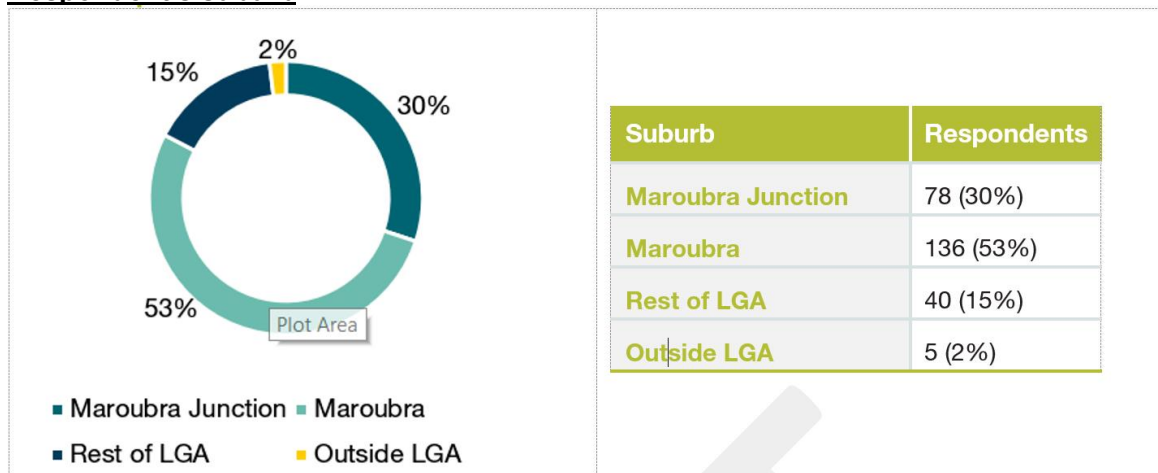 2%
15%
30%
53%
Plot Area
Maroubra Junction Maroubra
Rest of LGA Outside LGA
Suburb Respondents
Maroubra Junction 78 (30%)
Maroubra 136 (53%)
Rest of LGA 40 (15%)
Outside LGA 5 (2%)